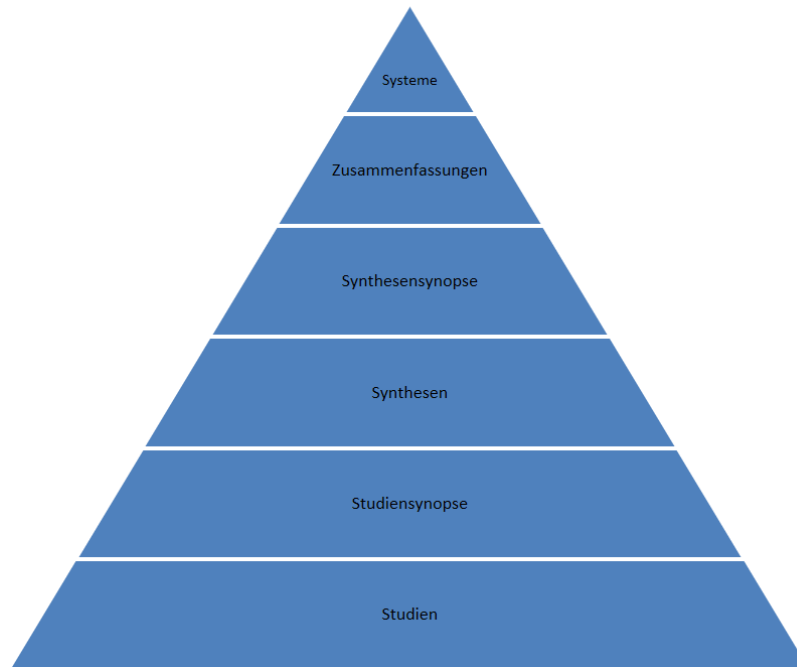 Systeme
Zusammenfassungen
Synthesensynopse
Synthesen
Studiensynopse
Studien